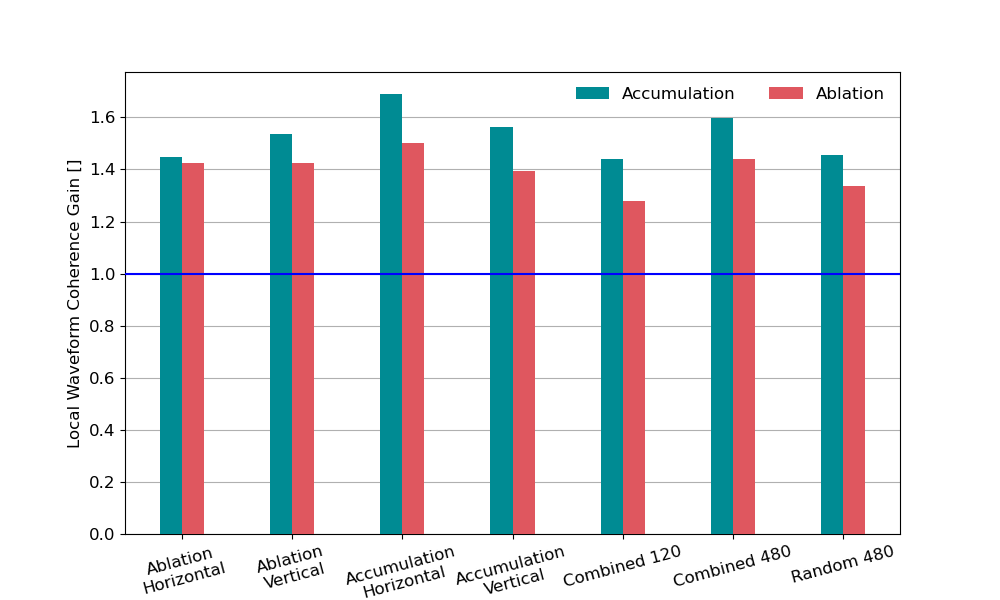 Accumulation
Ablation
Local Waveform Coherence Gain []
1.6
1.4
1.2
1.0
0.8
0.6
0.4
0.2
0.0
Ablation
Horizontal
Ablation
Vertical
Accumulation
Horizontal
Accumulation
Vertical
Combined 120
Combined 480
Random 480